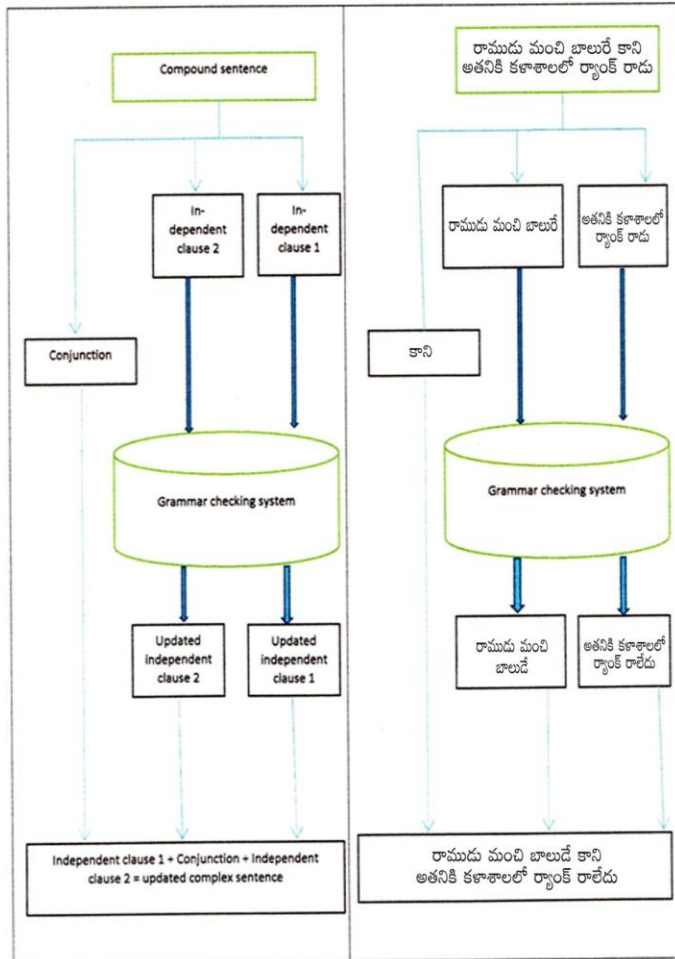 Compound sentence
In-
dependent
clause 2
In-
dependent
clause 1
Conjunction
Grammar checking system
Updated
independent
clause 2
Updated
independent
clause 1
Independent clause 1 + Conjunction + Independent
clause 2 = updated complex sentence
రాముడు మంచి బాలురే కాని
అతనికి కళాశాలలో ర్యాంక్ రాడు
రాముడు మంచి బాలురే
అతనికి కళాశాలలో
ర్యాంక్ రాడు
కాని
Grammar checking system
రాముడు మంచి
బాలుడే
అతనికి కళాశాలలో
ర్యాంక్ రాలేదు
రాముడు మంచి బాలుడే కాని
అతనికి కళాశాలలో ర్యాంక్ రాలేదు